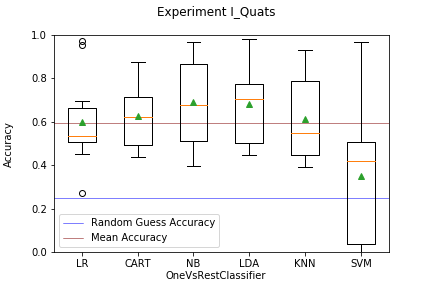 Experiment I_Quats
Accuracy
1.0
0.8
0.6
0.4
0.2
0.0
Random Guess Accuracy
Mean Accuracy
LR CART NB LDA KNN SVM
OneVsRestClassifier